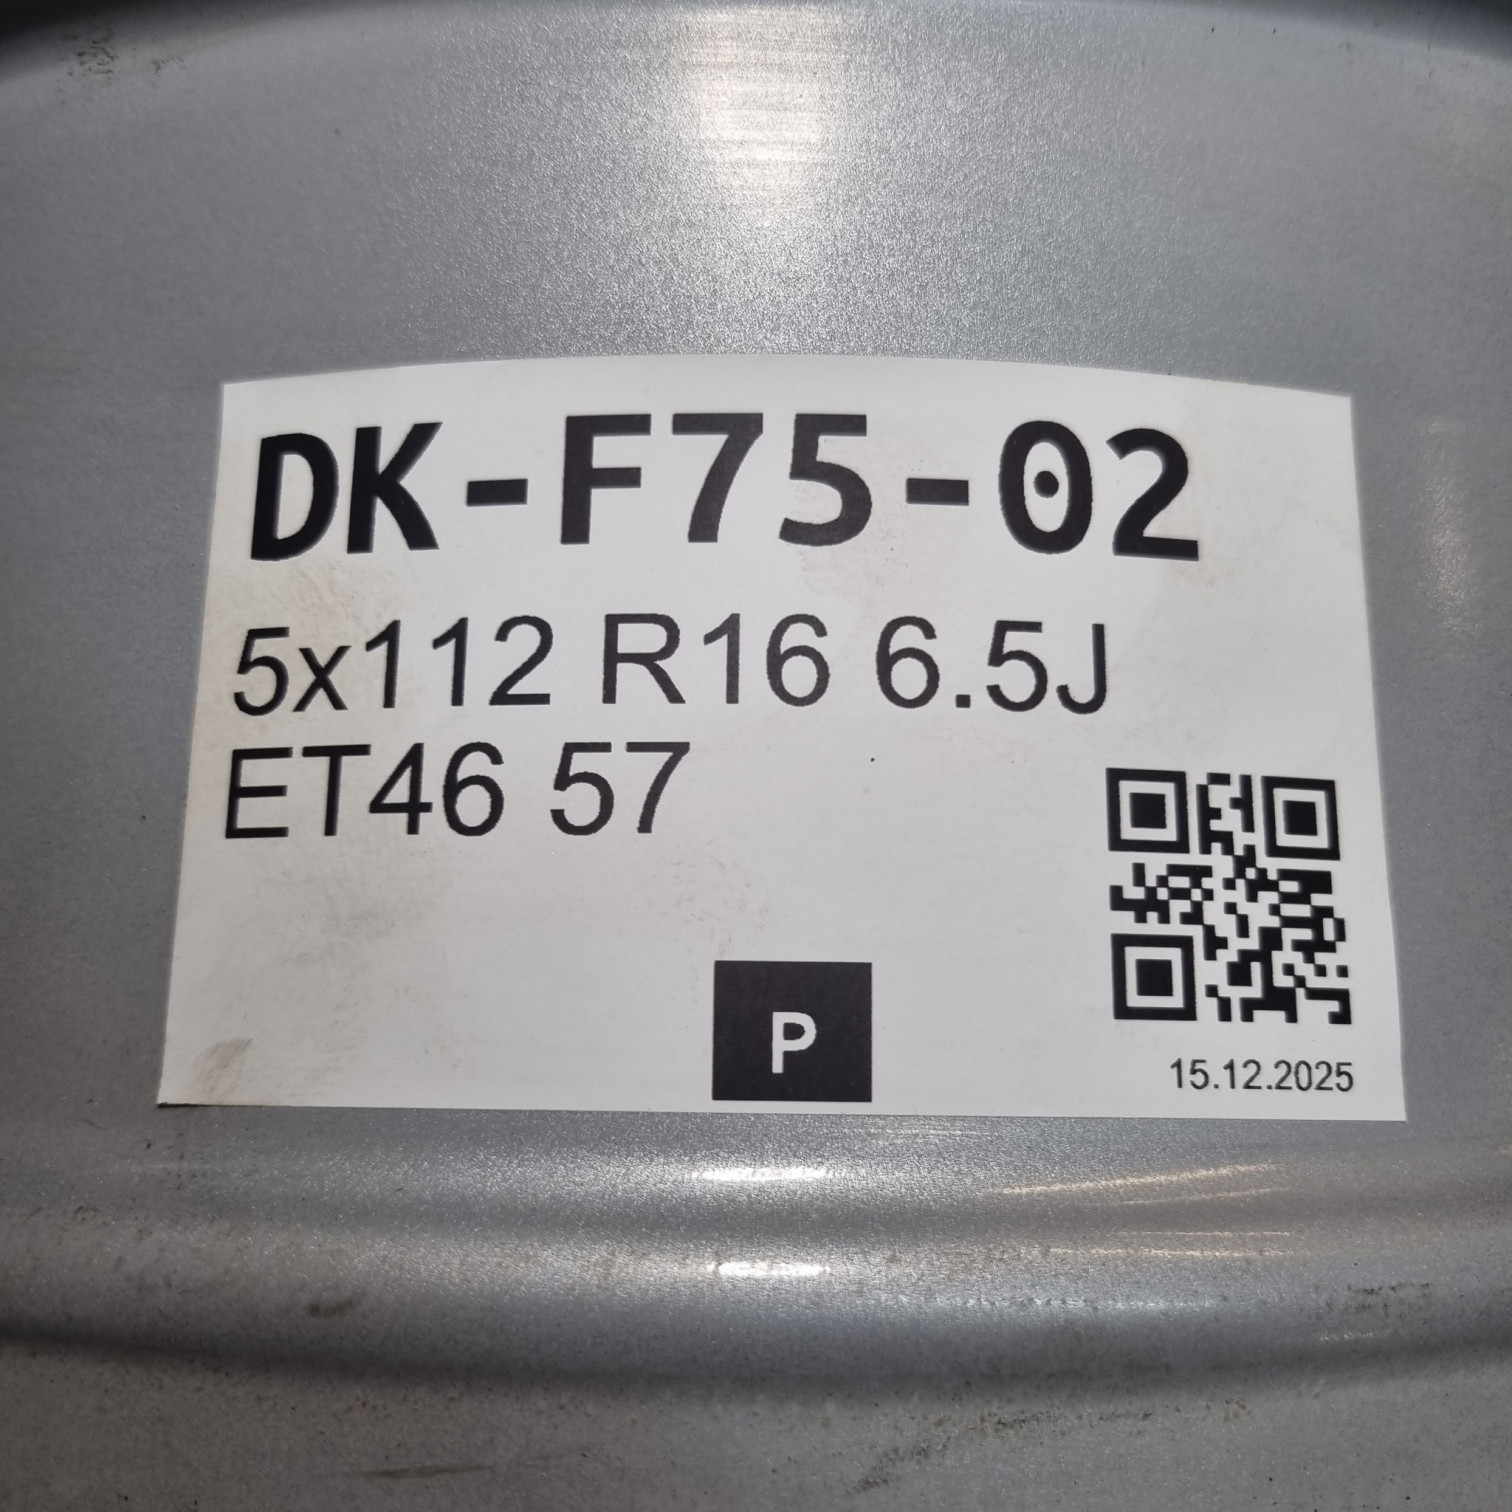 DK-F75-02
5x112 R16 6.5J
ET46 57
P
15.12.2025